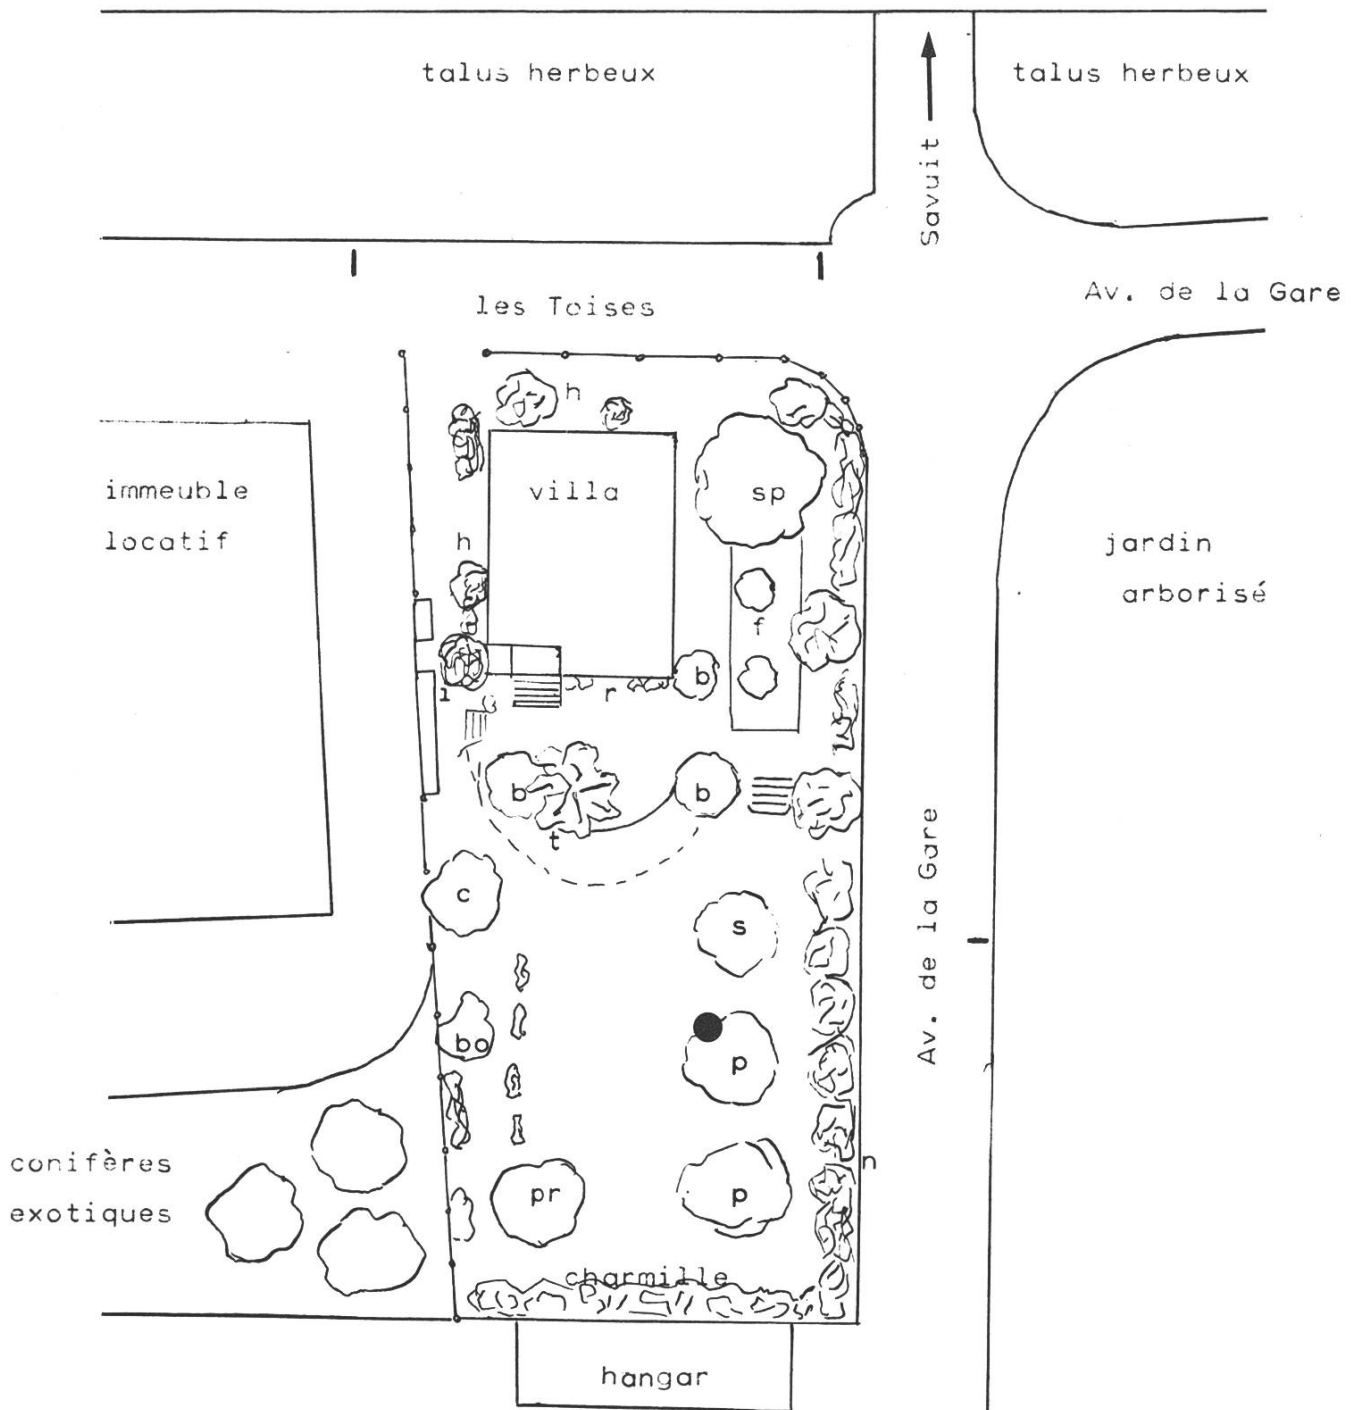 talus herbeux
talus herbeux
Savuit
Av. de la Gare
les Toises
h
immeuble
locatif
villa
sp
h
jardin
arborisé
f
b
l
r
b
b
t
Av. de la Gare
c
s
bo
p
conifères
exotiques
n
pr
p
charmille
hangar